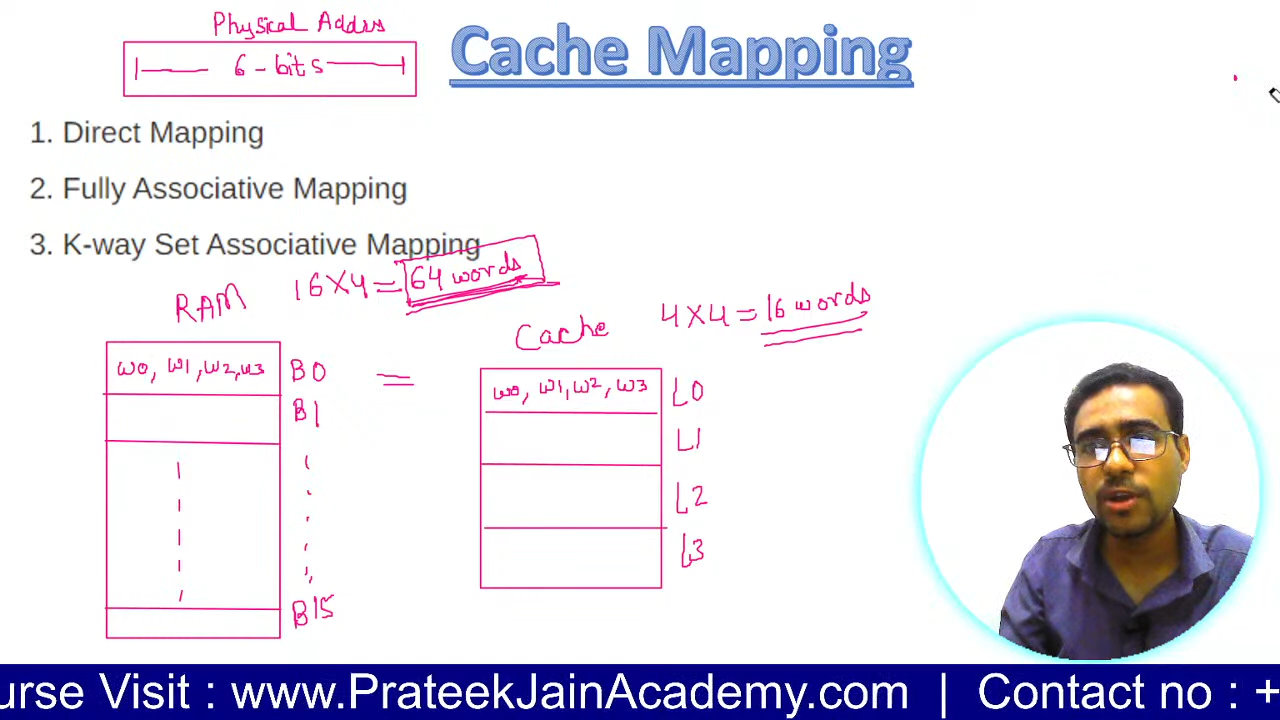 Physical Addrs
6-bits
Cache Mapping
1. Direct Mapping
2. Fully Associative Mapping
3. K-way Set Associative Mapping
RAM
16X4=64 words
Cache
4X4=16 words
w0, w1, w2, w3 B0
=
w0, w1, w2, w3 L0
B1
L1
L2
L3
B15
urse Visit : www.PrateekJainAcademy.com | Contact no : +